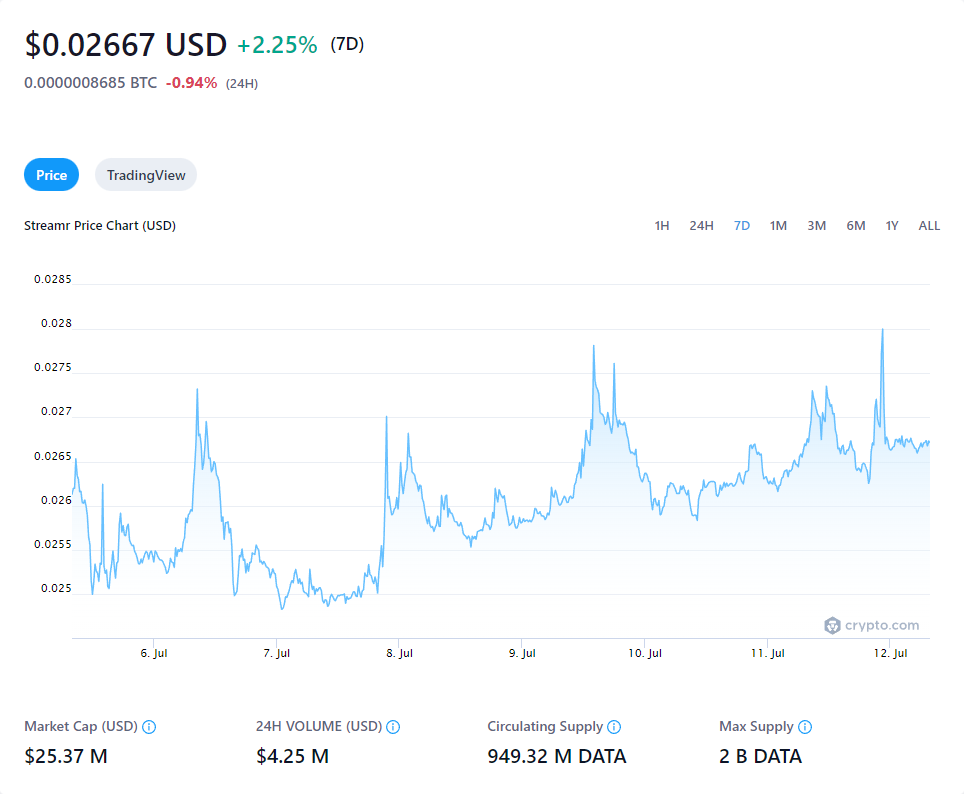 $0.02667 USD +2.25% (7D)
0.0000008685 BTC -0.94% (24H)
Price TradingView
Streamr Price Chart (USD) 1H 24H 7D 1M 3M 6M 1Y ALL
0.0285
0.028
0.0275
0.027
0.0265
0.026
0.0255
0.025
crypto.com
6. Jul 7. Jul 8. Jul 9. Jul 10. Jul 11. Jul 12. Jul
Market Cap (USD) 24H VOLUME (USD) Circulating Supply Max Supply
$25.37 M $4.25 M 949.32 M DATA 2 B DATA